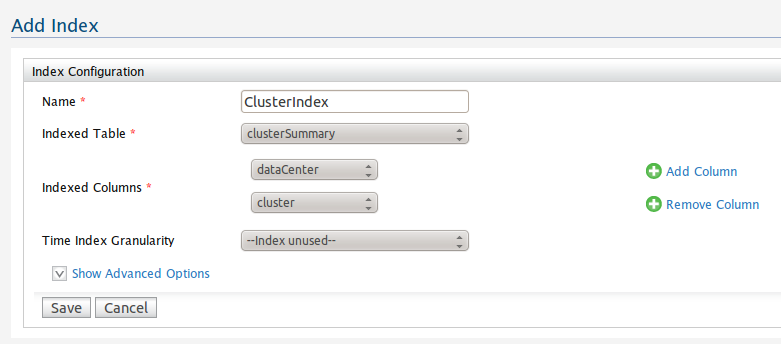 Add Index
Index Configuration
Name *
ClusterIndex
Indexed Table *
clusterSummary
Indexed Columns *
dataCenter
Add Column
cluster
Remove Column
Time Index Granularity
--Index unused--
Show Advanced Options
Save Cancel